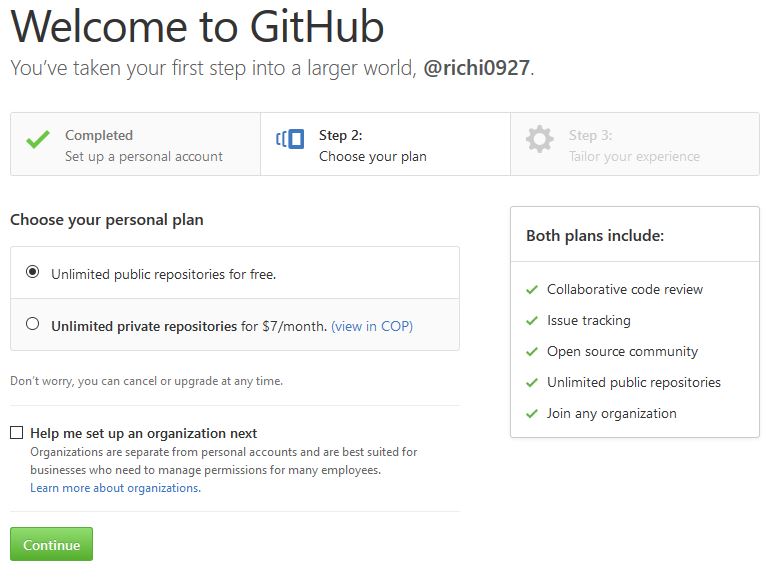 Welcome to GitHub
You’ve taken your first step into a larger world, @richi0927.
Completed
Set up a personal account
Step 2:
Choose your plan
Step 3:
Tailor your experience
Choose your personal plan
Unlimited public repositories for free.
Unlimited private repositories for $7/month. (view in COP)
Don’t worry, you can cancel or upgrade at any time.
Help me set up an organization next
Organizations are separate from personal accounts and are best suited for
businesses who need to manage permissions for many employees.
Learn more about organizations.
Continue
Both plans include:
Collaborative code review
Issue tracking
Open source community
Unlimited public repositories
Join any organization